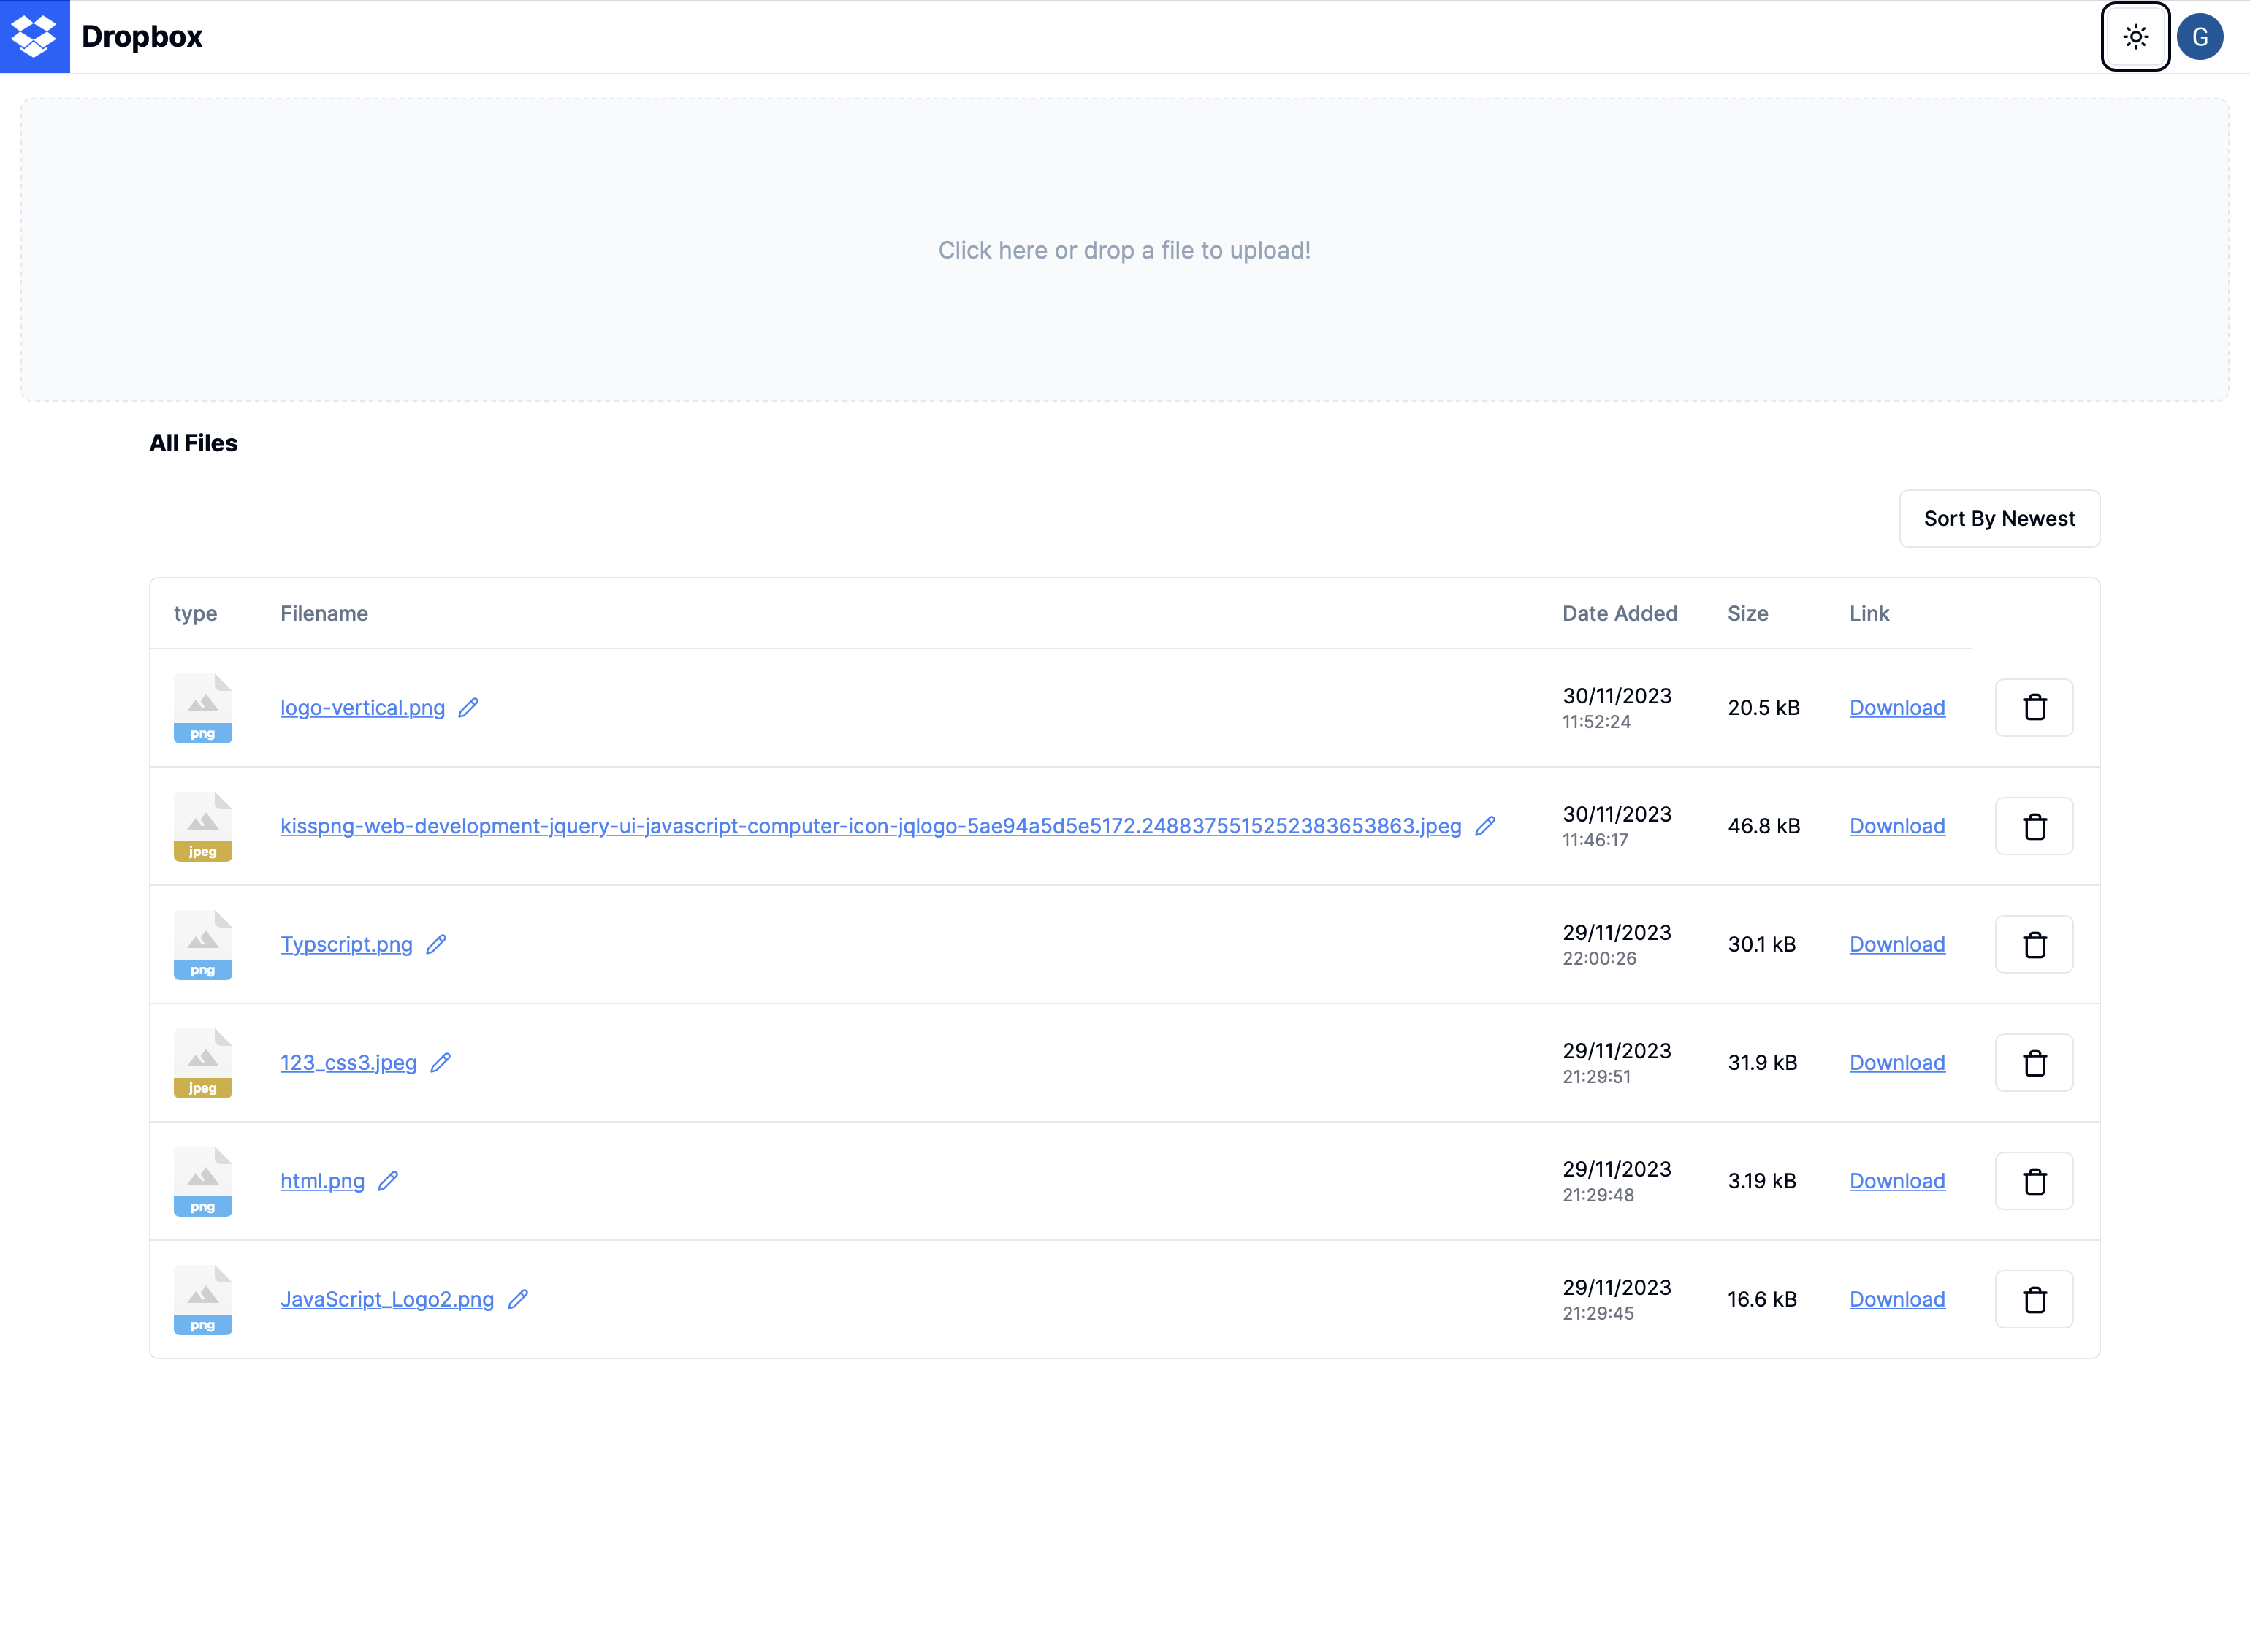 Dropbox
G
Click here or drop a file to upload!
All Files
Sort By Newest
type Filename Date Added Size Link
png logo-vertical.png 30/11/2023 11:52:24 20.5 kB Download
jpeg kisspng-web-development-jquery-ui-javascript-computer-icon-jqlogo-5ae94a5d5e5172.2488375515252383653863.jpeg 30/11/2023 11:46:17 46.8 kB Download
png Typscript.png 29/11/2023 22:00:26 30.1 kB Download
jpeg 123_css3.jpeg 29/11/2023 21:29:51 31.9 kB Download
png html.png 29/11/2023 21:29:48 3.19 kB Download
png JavaScript_Logo2.png 29/11/2023 21:29:45 16.6 kB Download